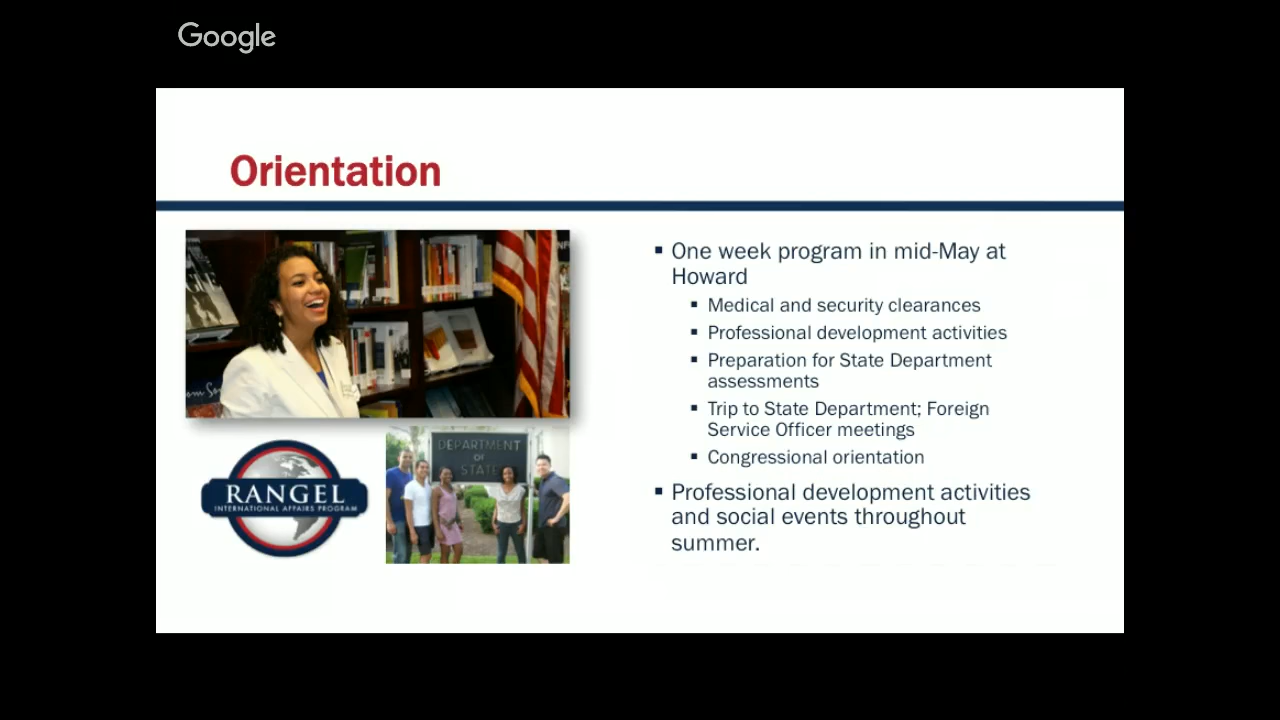 Google
Orientation
▪ One week program in mid-May at
Howard
▪ Medical and security clearances
▪ Professional development activities
▪ Preparation for State Department
assessments
▪ Trip to State Department; Foreign
Service Officer meetings
▪ Congressional orientation
▪ Professional development activities
and social events throughout
summer.
RANGEL
INTERNATIONAL AFFAIRS PROGRAM
DEPARTMENT
OF
STATE